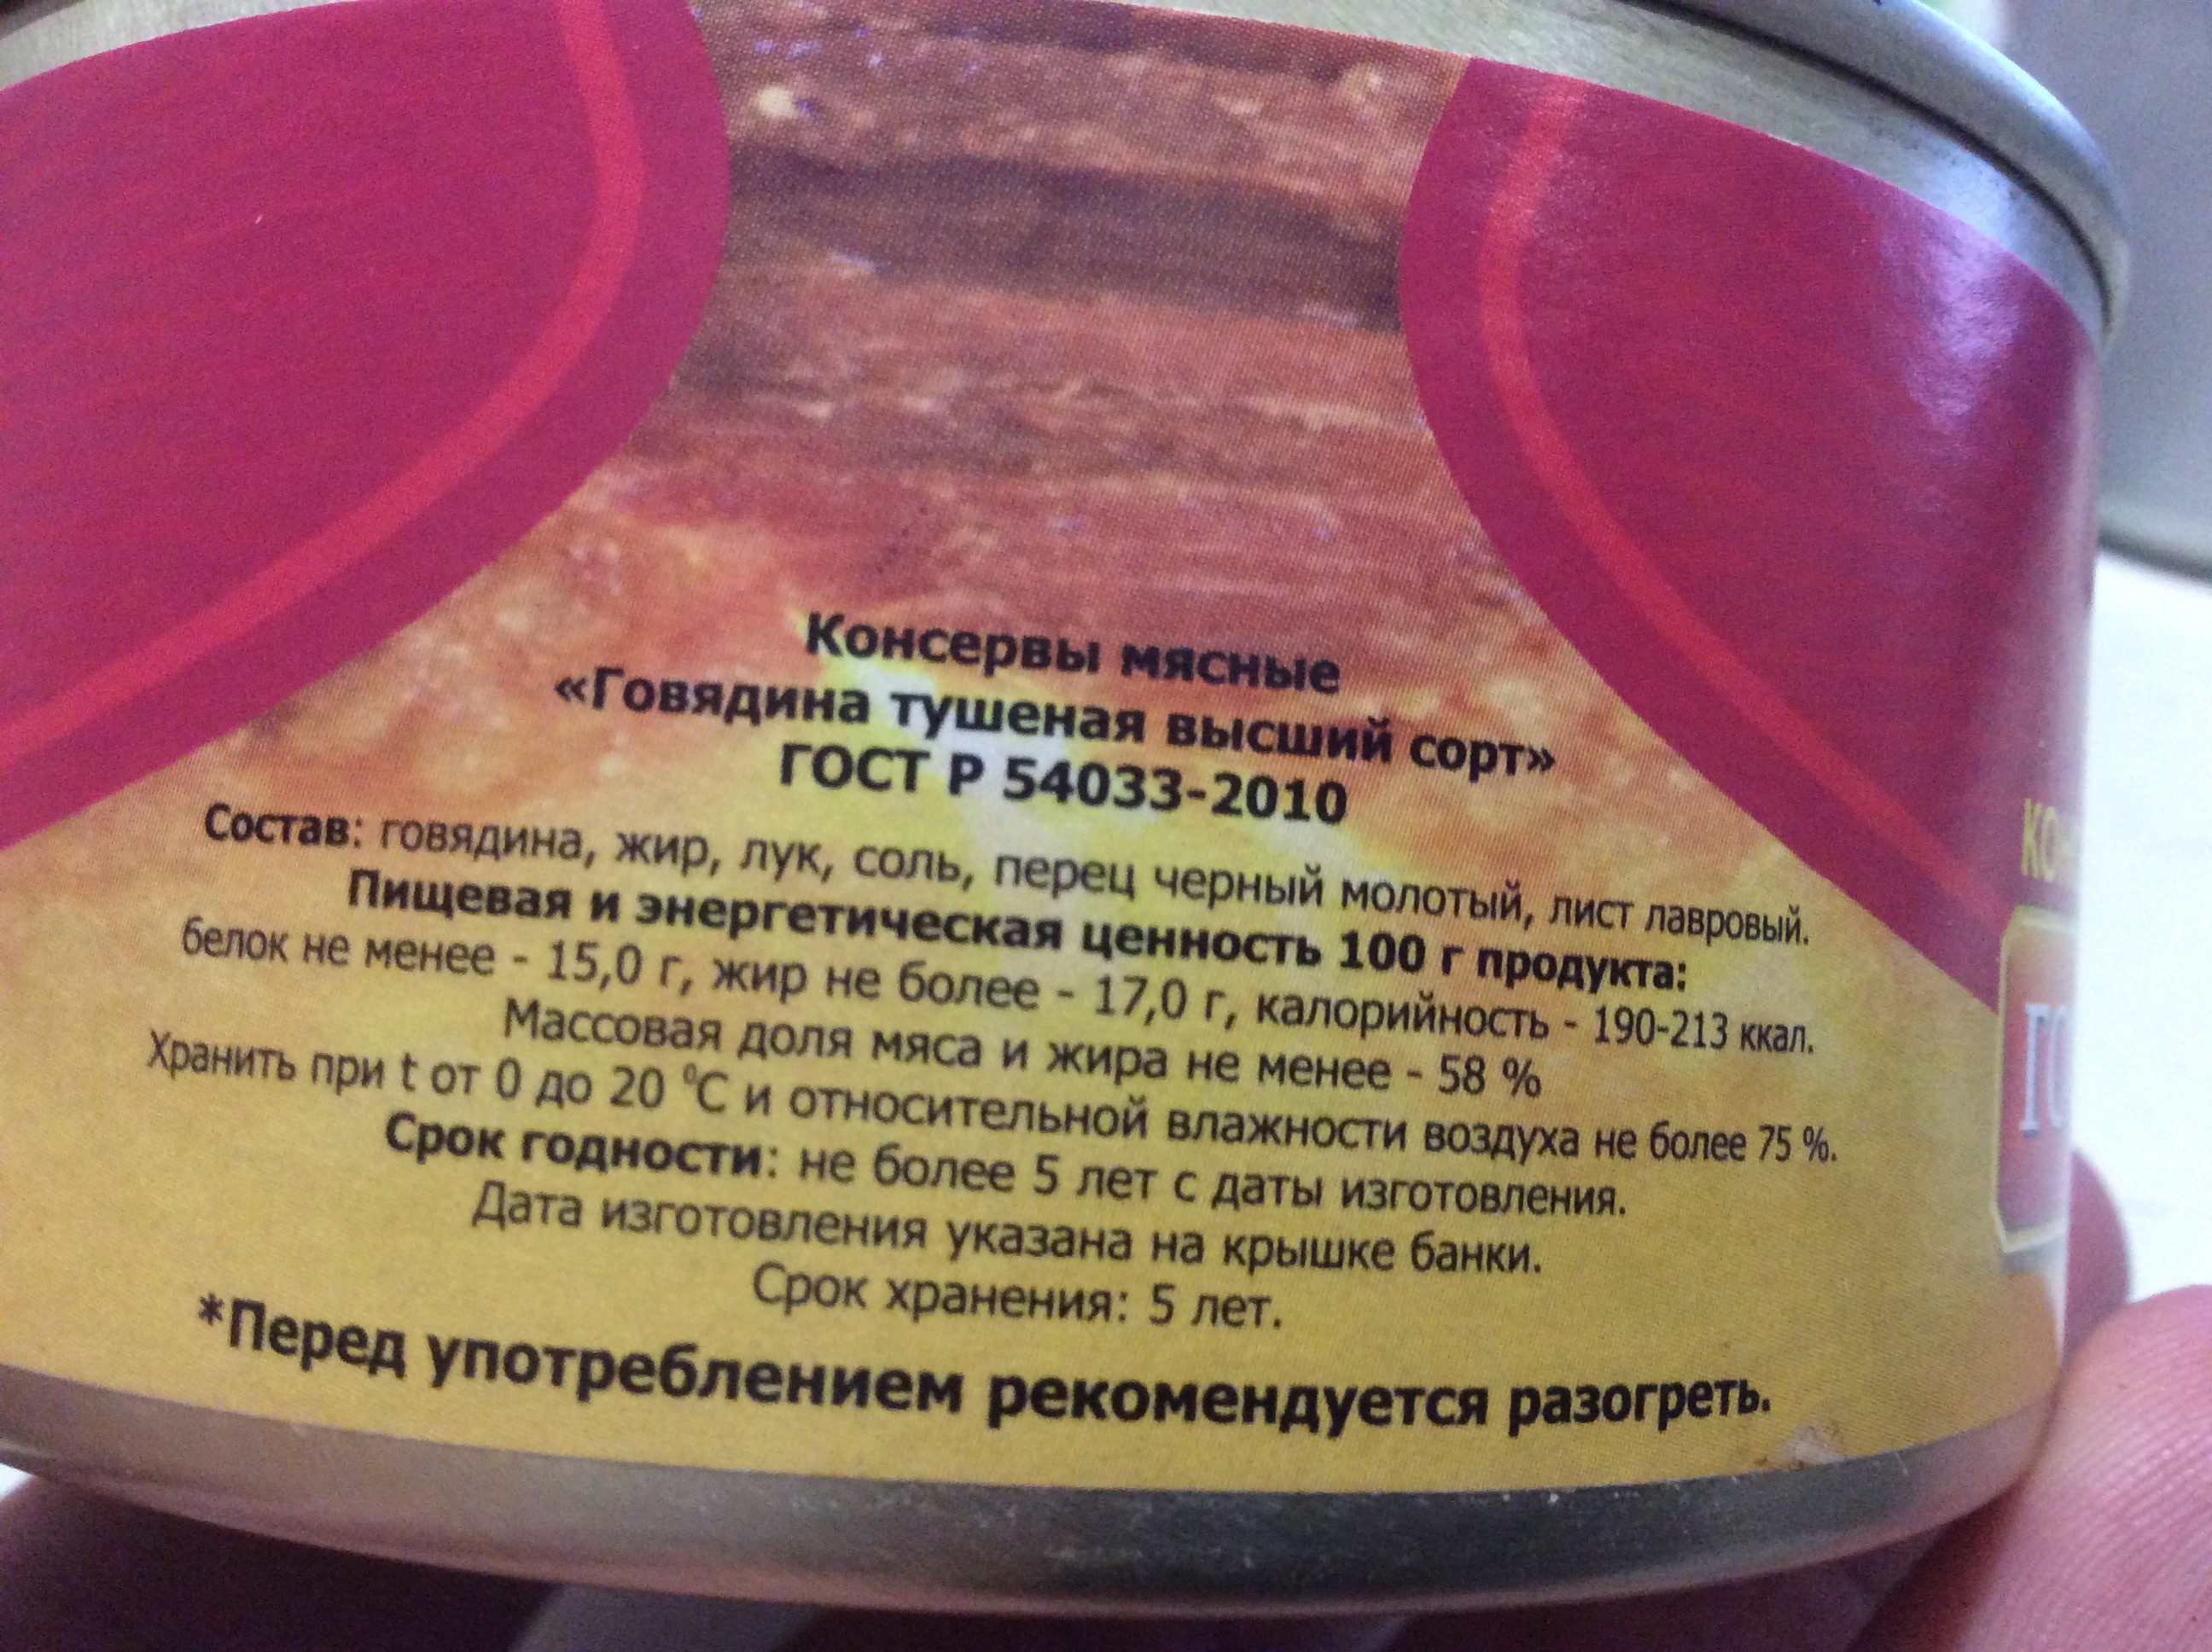 Консервы мясные
«Говядина тушеная высший сорт»
ГОСТ Р 54033-2010
Состав: говядина, жир, лук, соль, перец черный молотый, лист лавровый.
Пищевая и энергетическая ценность 100 г продукта:
белок не менее - 15,0 г, жир не более - 17,0 г, калорийность - 190-213 ккал.
Массовая доля мяса и жира не менее - 58 %
Хранить при t от 0 до 20 °С и относительной влажности воздуха не более 75 %.
Срок годности: не более 5 лет с даты изготовления.
Дата изготовления указана на крышке банки.
Срок хранения: 5 лет.
*Перед употреблением рекомендуется разогреть.